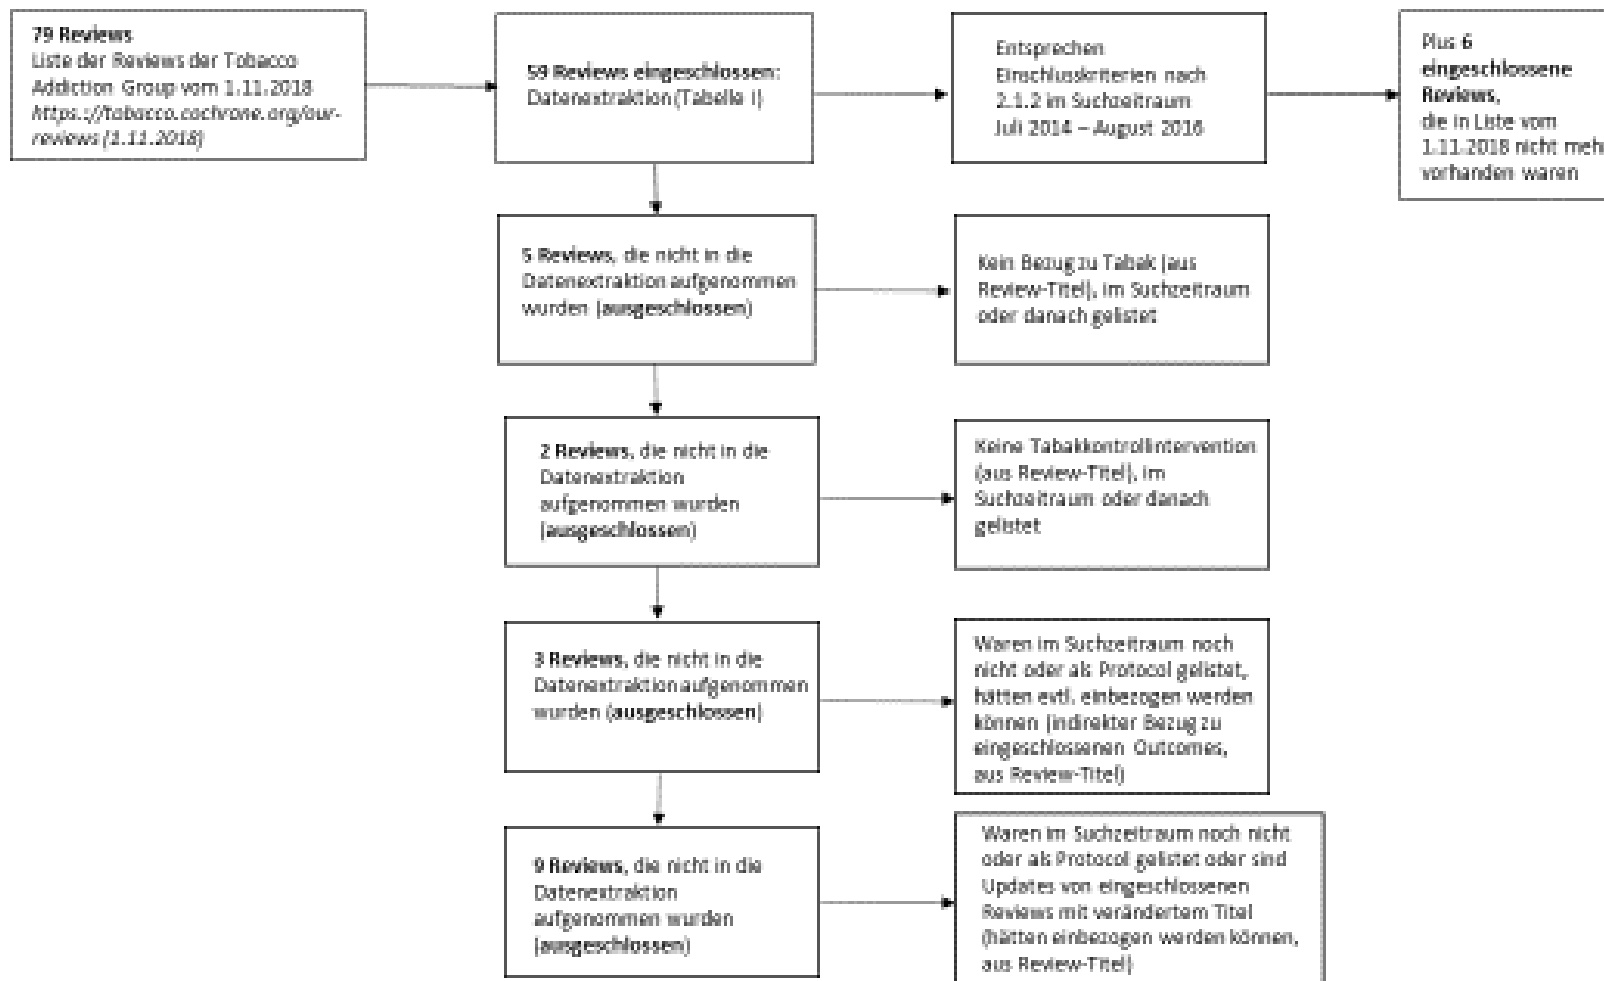 79 Reviews
Liste der Reviews der Tobacco
Addiction Group vom 1.11.2018
https.://tobacco.cochrane.org/our-
reviews (1.11.2018)
59 Reviews eingeschlossen:
Datenextraktion (Tabelle I)
Entsprechen
Einschlusskriterien nach
2.1.2 im Suchzeitraum
Juli 2014 – August 2016
Plus 6
eingeschlossene
Reviews,
die in Liste vom
1.11.2018 nicht mehr
vorhanden waren
5 Reviews, die nicht in die
Datenextraktion aufgenommen
wurden (ausgeschlossen)
Kein Bezug zu Tabak (aus
Review-Titel), im Suchzeitraum
oder danach gelistet
2 Reviews, die nicht in die
Datenextraktion
aufgenommen wurden
(ausgeschlossen)
Keine Tabakkontrollintervention
(aus Review-Titel), im
Suchzeitraum oder danach
gelistet
3 Reviews, die nicht in die
Datenextraktion aufgenommen
wurden (ausgeschlossen)
Waren im Suchzeitraum noch
nicht oder als Protocol gelistet,
hätten evtl. einbezogen werden
können (indirekter Bezug zu
eingeschlossenen Outcomes,
aus Review-Titel)
9 Reviews, die nicht in die
Datenextraktion
aufgenommen wurden
(ausgeschlossen)
Waren im Suchzeitraum noch nicht
oder als Protocol gelistet oder sind
Updates von eingeschlossenen
Reviews mit verändertem Titel
(hätten einbezogen werden können,
aus Review-Titel)